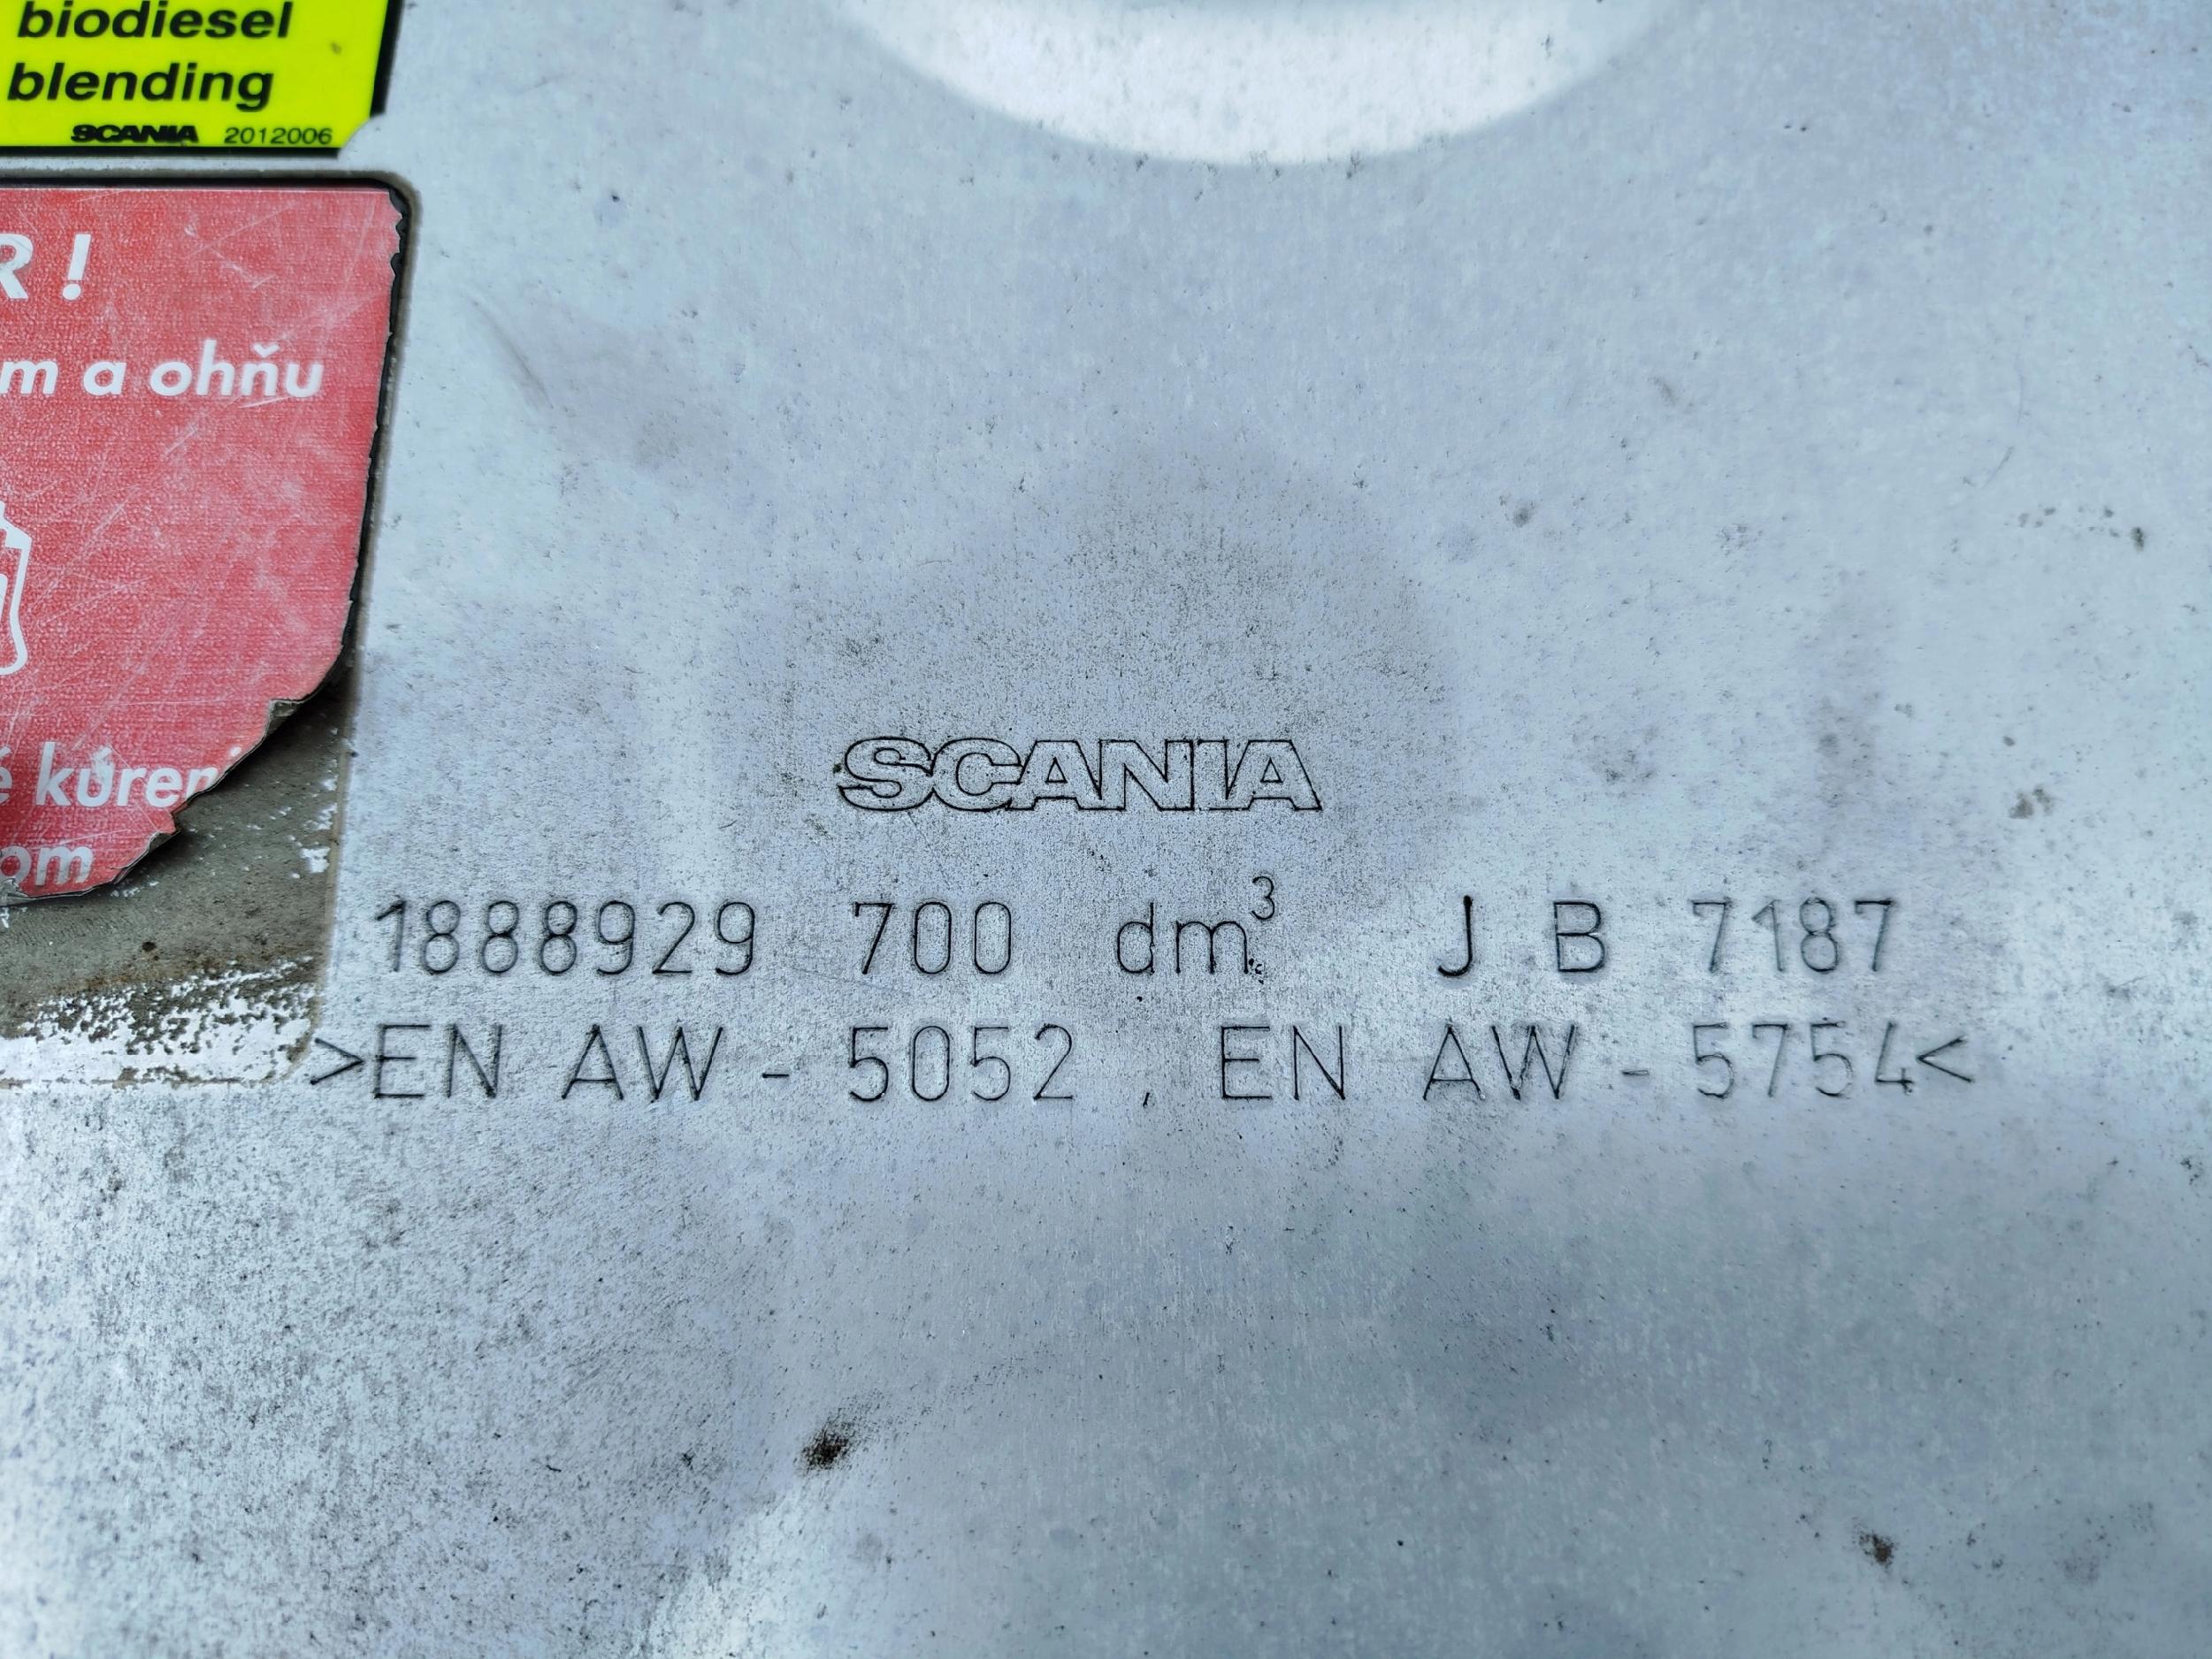 biodiesel
blending
SCANIA 2012006
R!
m a ohňu
é kúren
om
SCANIA
1888929 700 dm³ J B 7187
>EN AW - 5052 , EN AW - 5754<